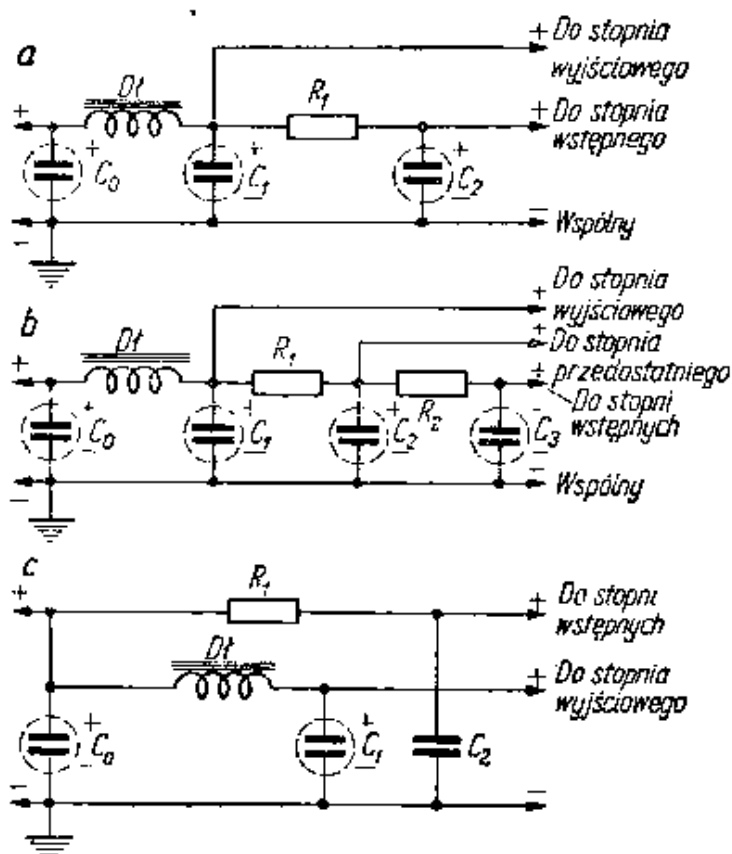 a
+ Do stopnia
wyjściowego
Dł
R1
+ Do stopnia
wstępnego
+
+
C0
+
C1
+
C2
−
−
−
−
− Wspólny
b
+ Do stopnia
wyjściowego
+
Do stopnia
przedostatniego
+
Do stopni
wstępnych
Dł
R1
R2
+
+
C0
+
C1
+
C2
C3
−
−
−
−
−
− Wspólny
c
+
R1
+ Do stopni
wstępnych
Dł
+ Do stopnia
wyjściowego
+
C0
+
C1
C2
−
−
−
−